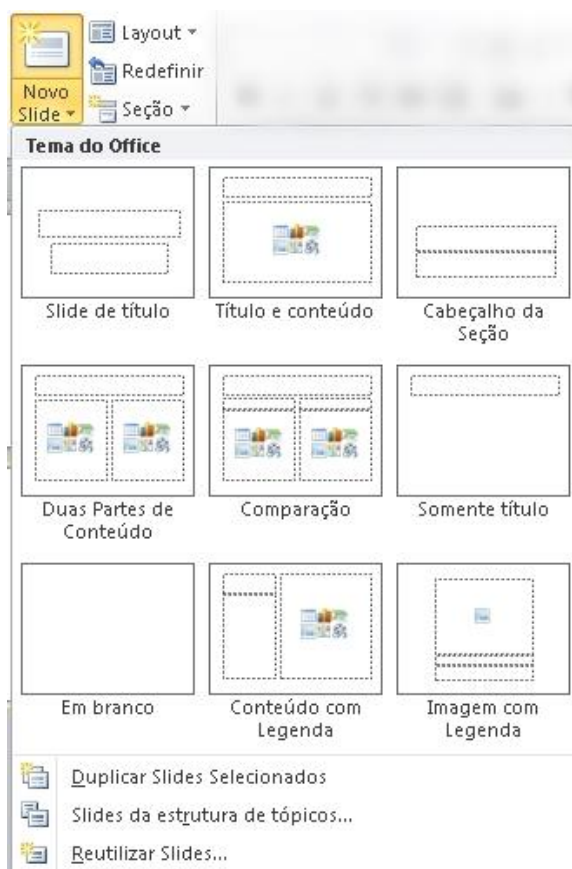 Layout
Redefinir
Novo
Slide
Seção
Tema do Office
Slide de título
Título e conteúdo
Cabeçalho da
Seção
Duas Partes de
Conteúdo
Comparação
Somente título
Em branco
Conteúdo com
Legenda
Imagem com
Legenda
Duplicar Slides Selecionados
Slides da estrutura de tópicos...
Reutilizar Slides...